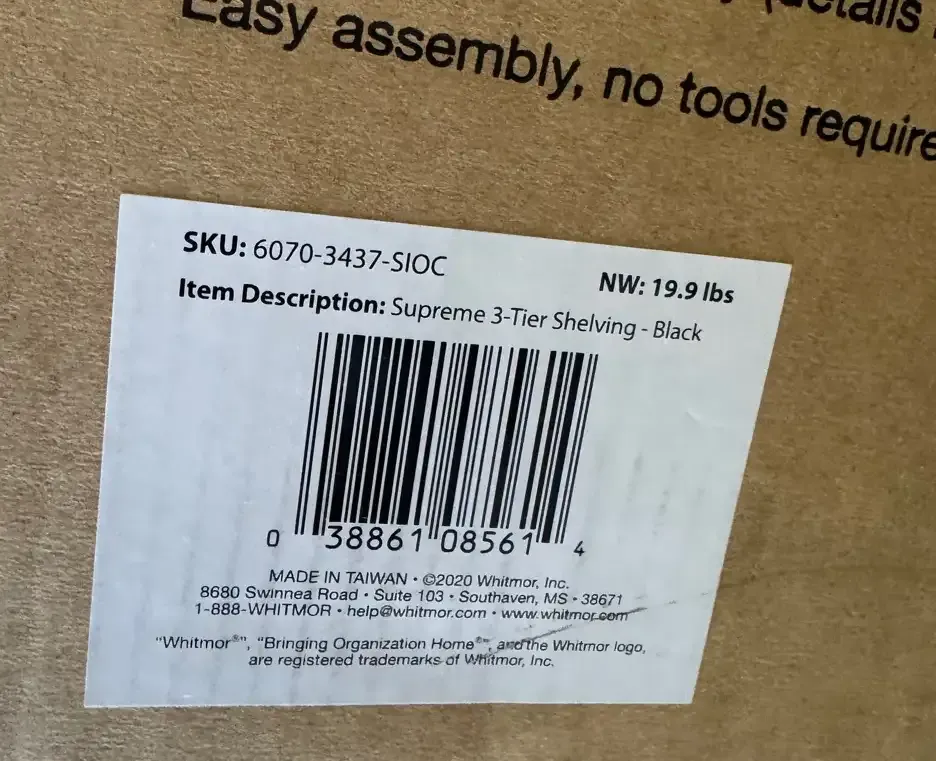 Easy assembly, no tools require
SKU: 6070-3437-SIOC
NW: 19.9 lbs
Item Description: Supreme 3-Tier Shelving - Black
0 38861 08561 4
MADE IN TAIWAN • ©2020 Whitmor, Inc.
8680 Swinnea Road • Suite 103 • Southaven, MS • 38671
1-888-WHITMOR • help@whitmor.com • www.whitmor.com
"Whitmor®", "Bringing Organization Home®", and the Whitmor logo,
are registered trademarks of Whitmor, Inc.